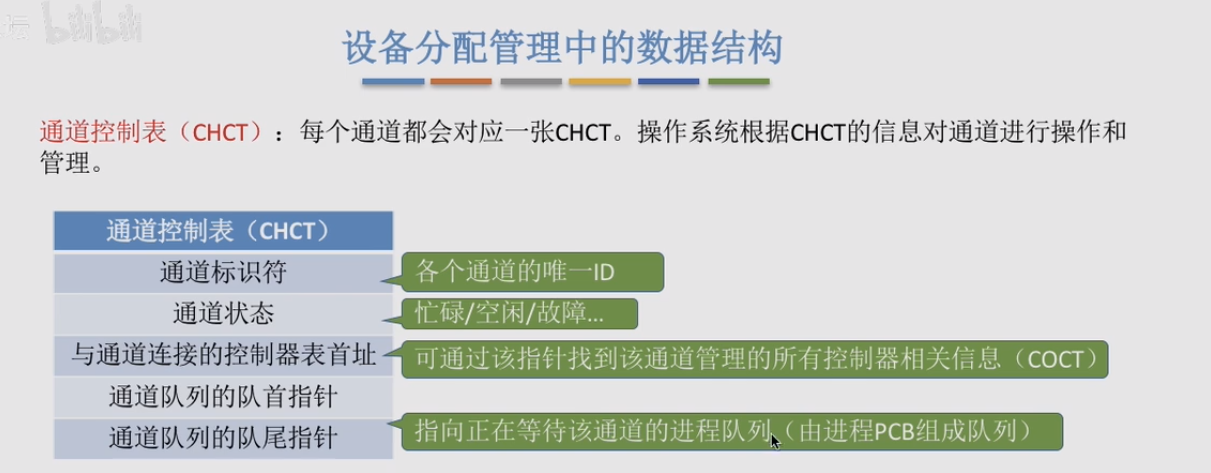 坛 bilibili
设备分配管理中的数据结构
通道控制表（CHCT）：每个通道都会对应一张CHCT。操作系统根据CHCT的信息对通道进行操作和
管理。
通道控制表（CHCT）
通道标识符
各个通道的唯一ID
通道状态
忙碌/空闲/故障...
与通道连接的控制器表首址
可通过该指针找到该通道管理的所有控制器相关信息（COCT）
通道队列的队首指针
通道队列的队尾指针
指向正在等待该通道的进程队列（由进程PCB组成队列）